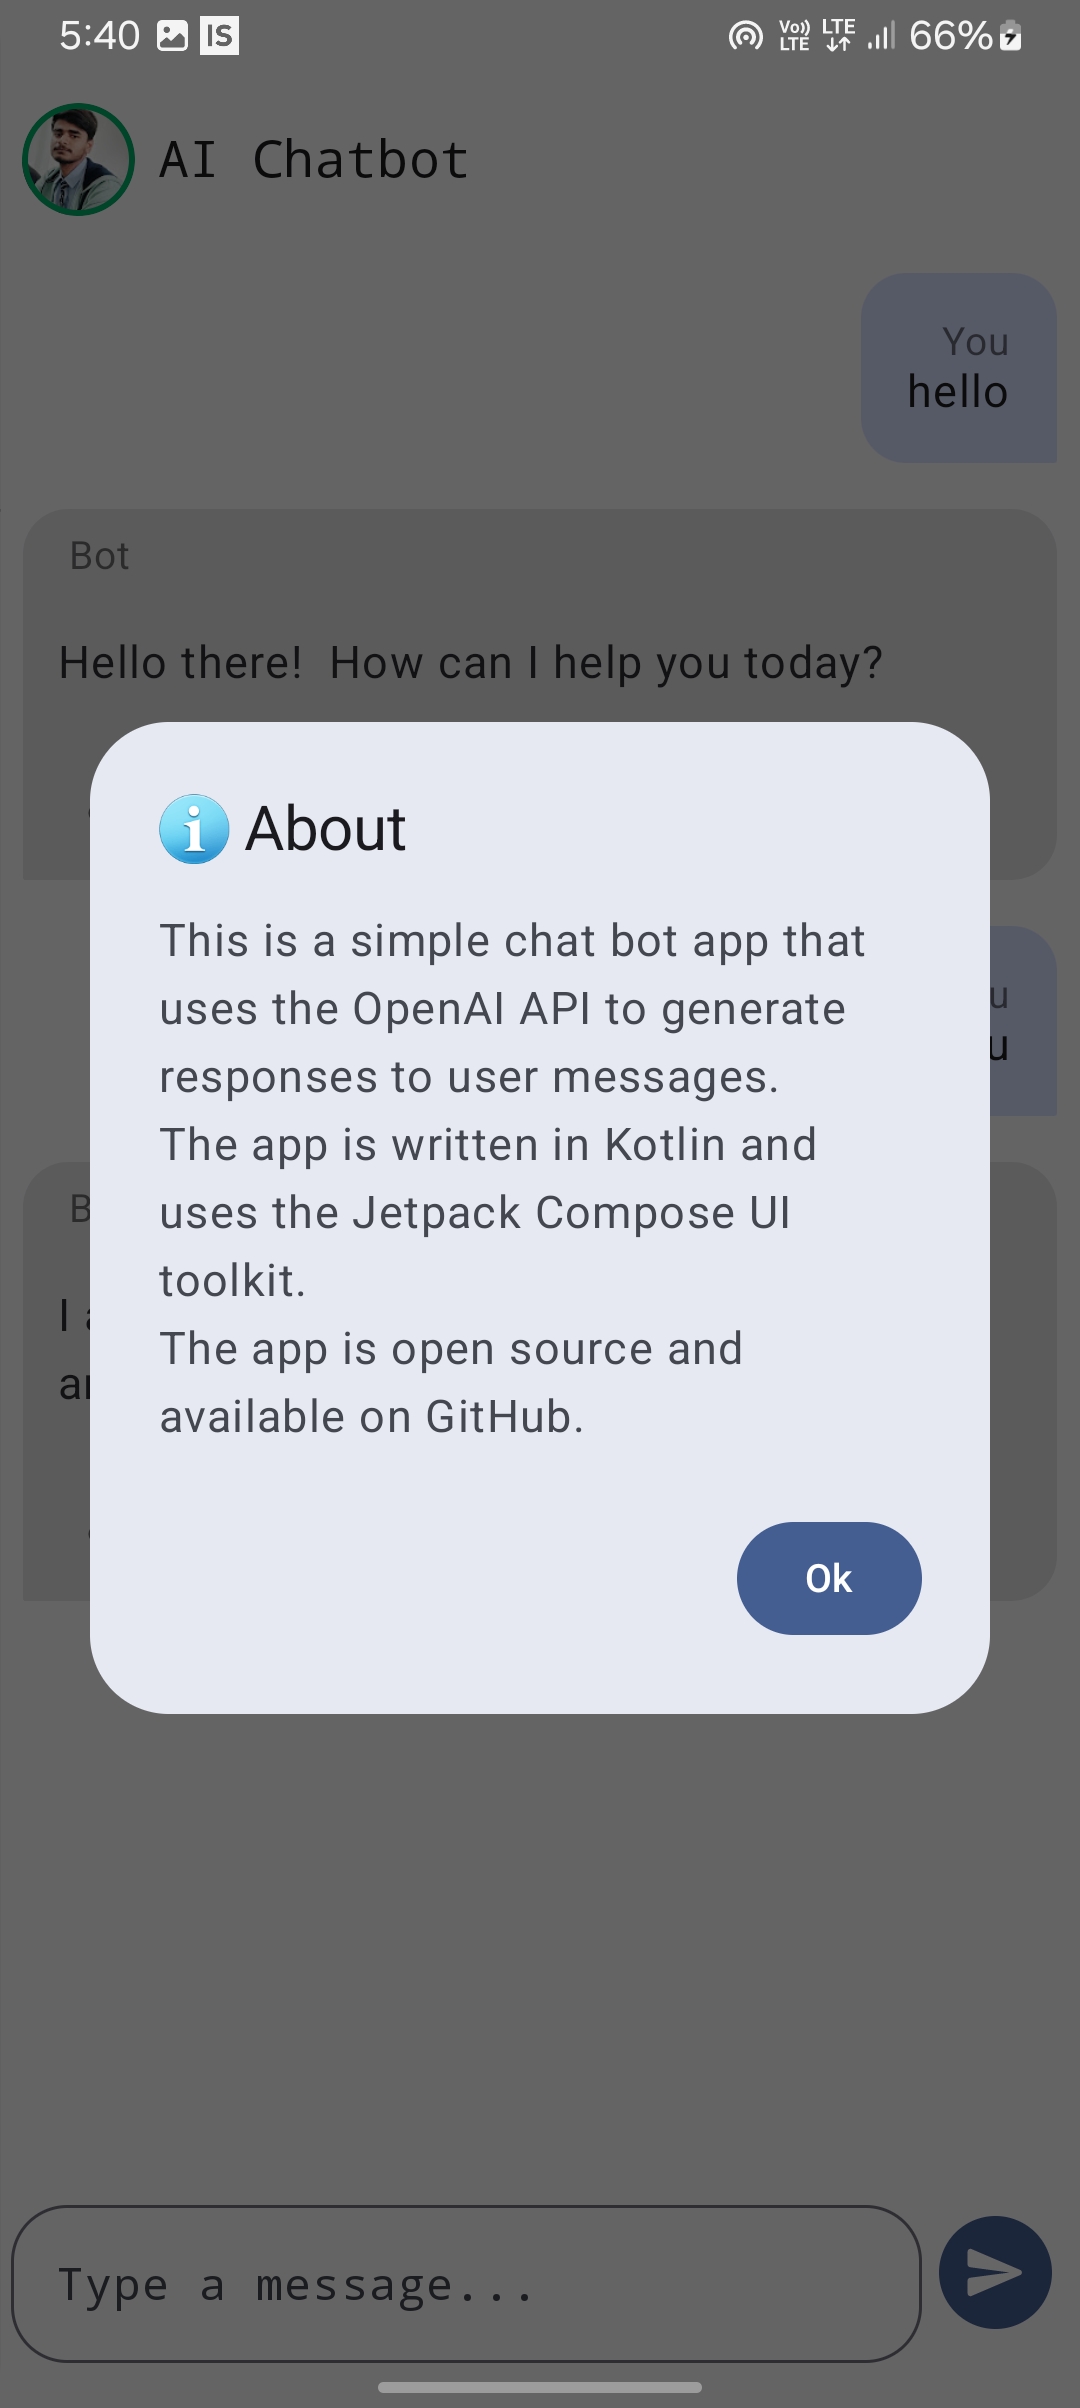 5:40 IS Vo)) LTE LTE 66%
AI Chatbot
You
hello
Bot
Hello there!  How can I help you today?
About
This is a simple chat bot app that
uses the OpenAI API to generate
responses to user messages.
The app is written in Kotlin and
uses the Jetpack Compose UI
toolkit.
The app is open source and
available on GitHub.
Ok
Type a message...